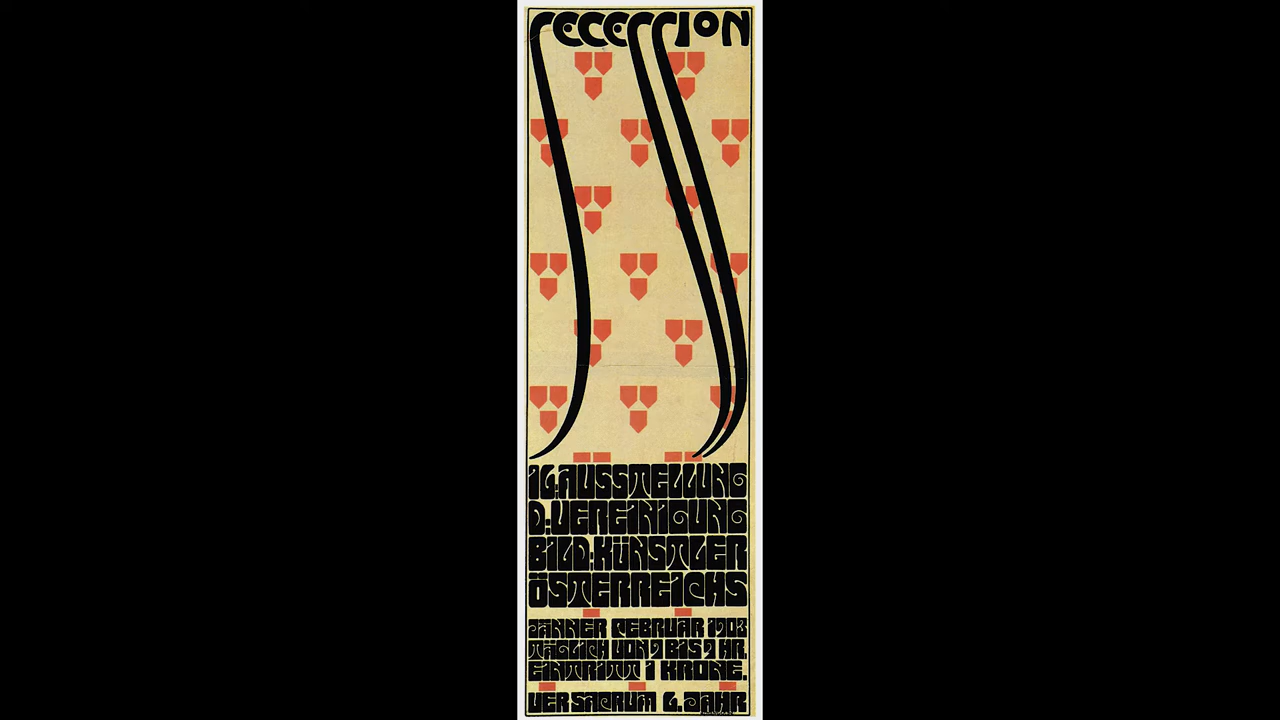 SECESSION
16. AUSSTELLUNG
D. VEREINIGUNG
BILD. KÜNSTLER
ÖSTERREICHS
JÄNNER FEBRUAR 1903
TÄGLICH VON 9 BIS 7 HR.
EINTRITT 1 KRONE.
VER SACRUM 6. JAHR